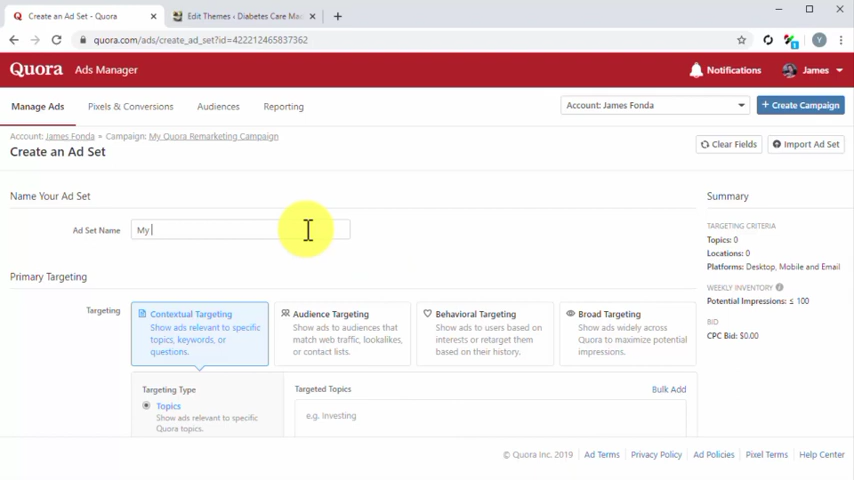 Create an Ad Set - Quora
Edit Themes ‹ Diabetes Care Ma
quora.com/ads/create_ad_set?id=422212465837362
Y
Quora Ads Manager
Notifications
James
Manage Ads
Pixels & Conversions
Audiences
Reporting
Account: James Fonda
+ Create Campaign
Account: James Fonda » Campaign: My Quora Remarketing Campaign
Create an Ad Set
Clear Fields
Import Ad Set
Name Your Ad Set
Ad Set Name
My
Primary Targeting
Targeting
Contextual Targeting
Show ads relevant to specific
topics, keywords, or
questions.
Audience Targeting
Show ads to audiences that
match web traffic, lookalikes,
or contact lists.
Behavioral Targeting
Show ads to users based on
interests or retarget them
based on their history.
Broad Targeting
Show ads widely across
Quora to maximize potential
impressions.
Targeting Type
Topics
Show ads relevant to specific
Quora topics.
Targeted Topics
Bulk Add
e.g. Investing
Summary
TARGETING CRITERIA
Topics: 0
Locations: 0
Platforms: Desktop, Mobile and Email
WEEKLY INVENTORY
Potential Impressions: ≤ 100
BID
CPC Bid: $0.00
© Quora Inc. 2019
Ad Terms
Privacy Policy
Ad Policies
Pixel Terms
Help Center